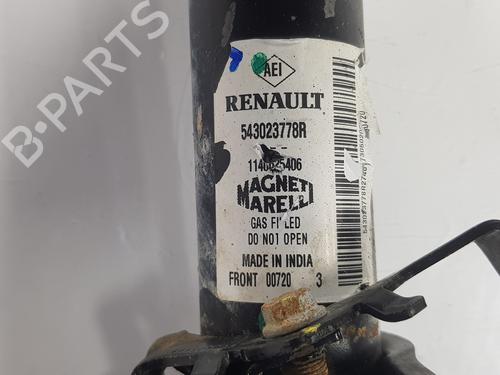 AEI
RENAULT
543023778R
MAGNETI
MARELLI
GAS FILLED
DO NOT OPEN
MADE IN INDIA
FRONT 00720 3
B-PARTS